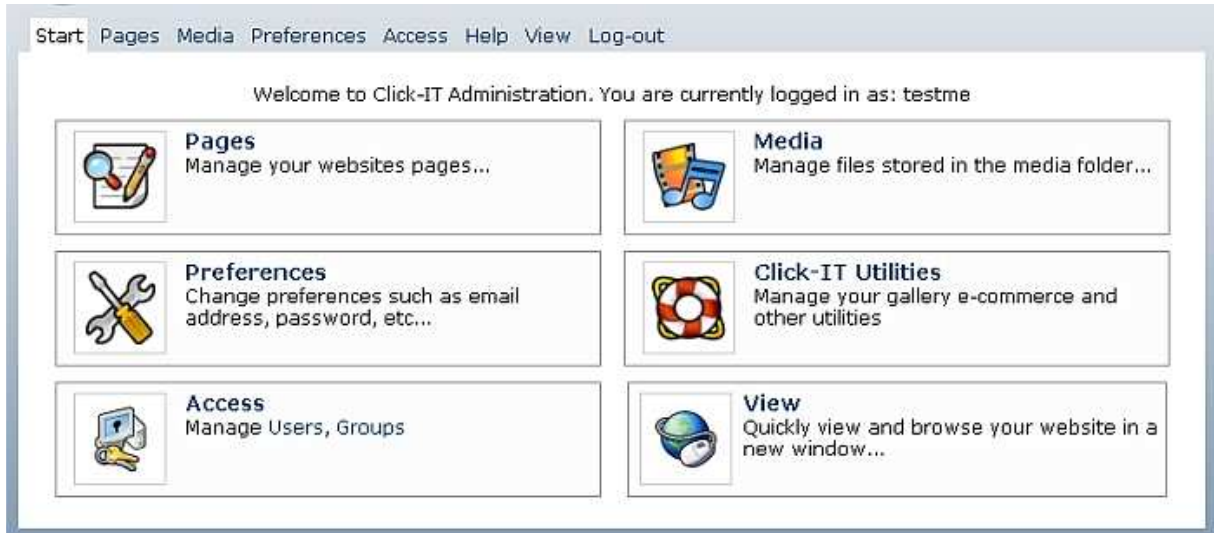 Start Pages Media Preferences Access Help View Log-out
Welcome to Click-IT Administration. You are currently logged in as: testme
Pages
Manage your websites pages...
Media
Manage files stored in the media folder...
Preferences
Change preferences such as email
address, password, etc...
Click-IT Utilities
Manage your gallery e-commerce and
other utilities
Access
Manage Users, Groups
View
Quickly view and browse your website in a
new window...